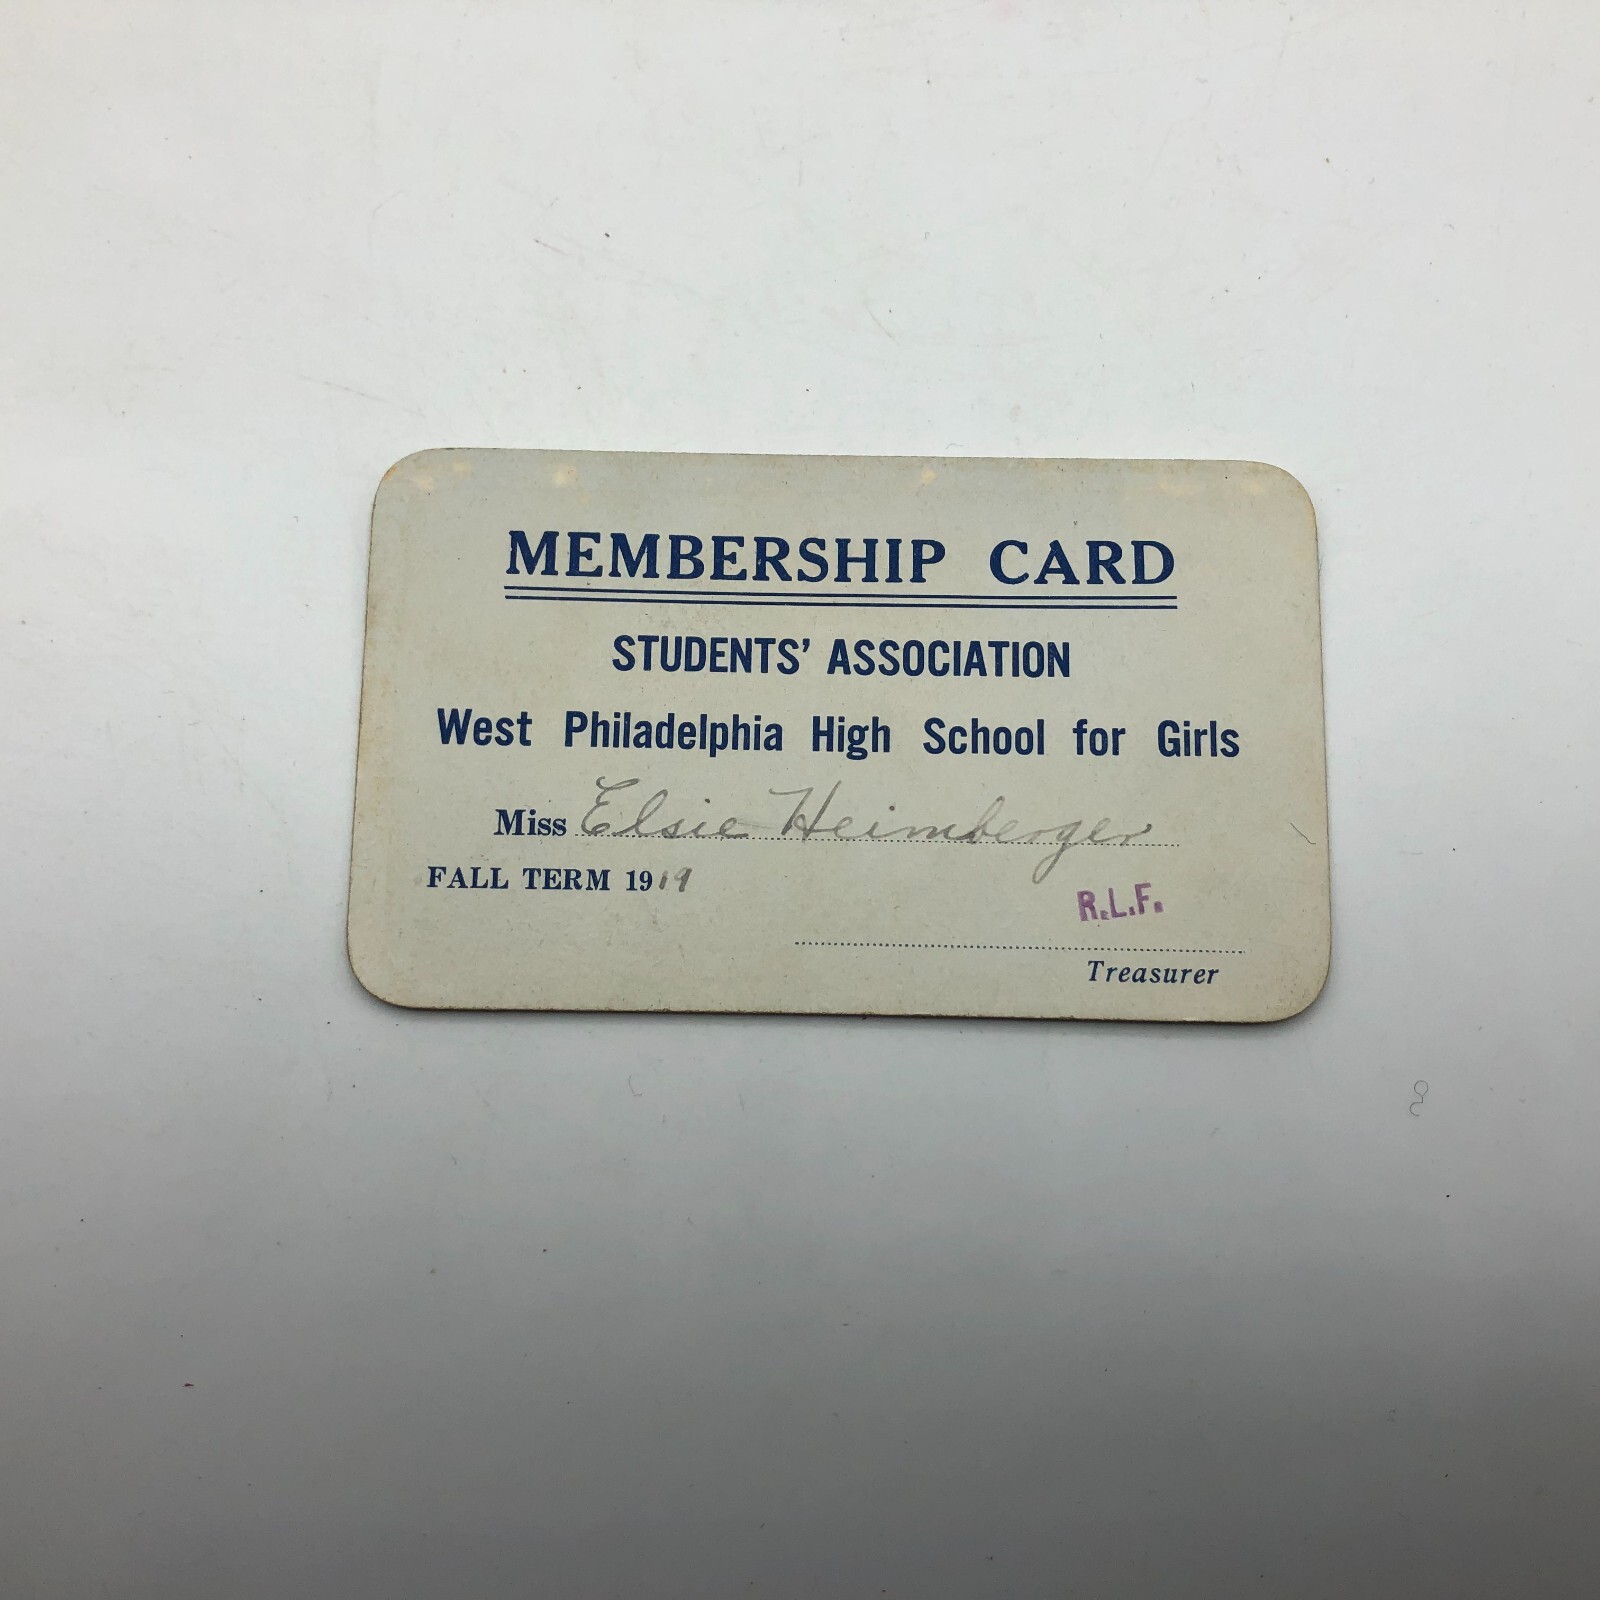 MEMBERSHIP CARD
STUDENTS' ASSOCIATION
West Philadelphia High School for Girls
Miss Elsie Heimberger
FALL TERM 1919
R.L.F.
Treasurer